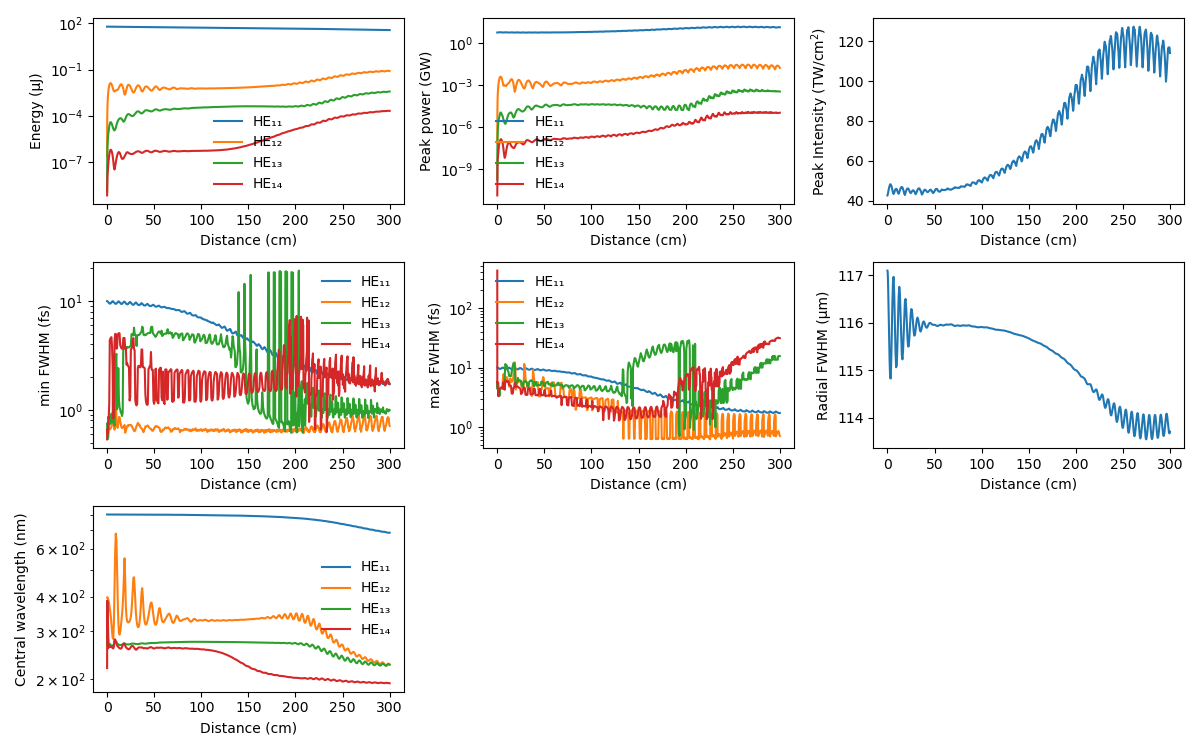 Energy (μJ)
10²
10⁻¹
10⁻⁴
10⁻⁷
HE₁₁
HE₁₂
HE₁₃
HE₁₄
0 50 100 150 200 250 300
Distance (cm)
Peak power (GW)
10⁰
10⁻³
10⁻⁶
10⁻⁹
HE₁₁
HE₁₂
HE₁₃
HE₁₄
0 50 100 150 200 250 300
Distance (cm)
Peak Intensity (TW/cm²)
120
100
80
60
40
0 50 100 150 200 250 300
Distance (cm)
min FWHM (fs)
10¹
10⁰
HE₁₁
HE₁₂
HE₁₃
HE₁₄
0 50 100 150 200 250 300
Distance (cm)
max FWHM (fs)
10²
10¹
10⁰
HE₁₁
HE₁₂
HE₁₃
HE₁₄
0 50 100 150 200 250 300
Distance (cm)
Radial FWHM (μm)
117
116
115
114
0 50 100 150 200 250 300
Distance (cm)
Central wavelength (nm)
6 × 10²
4 × 10²
3 × 10²
2 × 10²
HE₁₁
HE₁₂
HE₁₃
HE₁₄
0 50 100 150 200 250 300
Distance (cm)